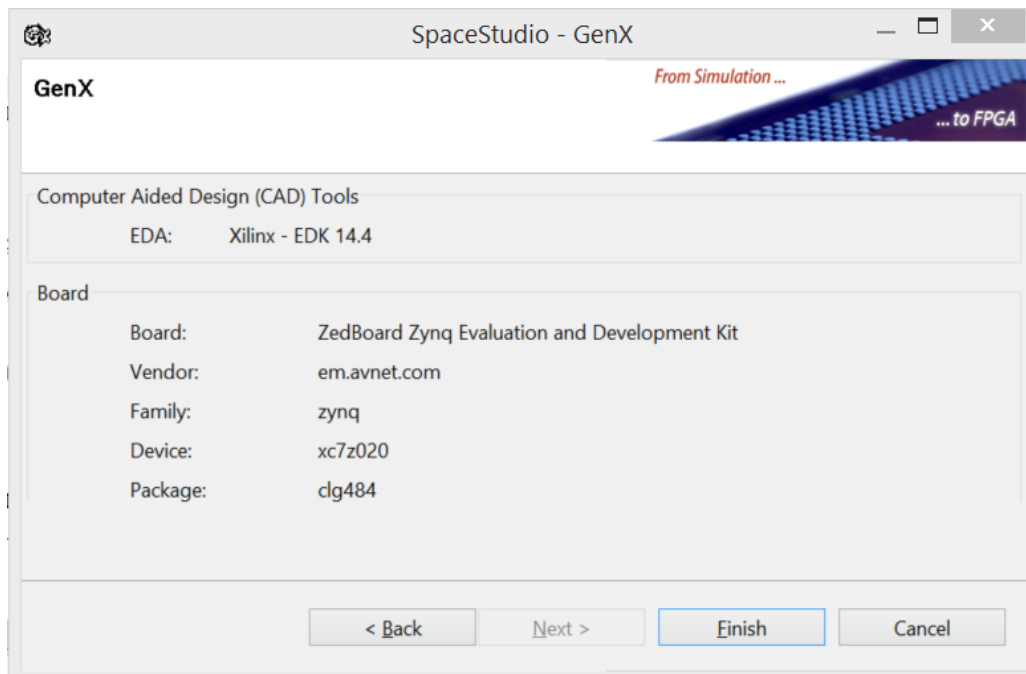 SpaceStudio - GenX
GenX
From Simulation ...
... to FPGA
Computer Aided Design (CAD) Tools
EDA: Xilinx - EDK 14.4
Board
Board: ZedBoard Zynq Evaluation and Development Kit
Vendor: em.avnet.com
Family: zynq
Device: xc7z020
Package: clg484
< Back Next > Finish Cancel